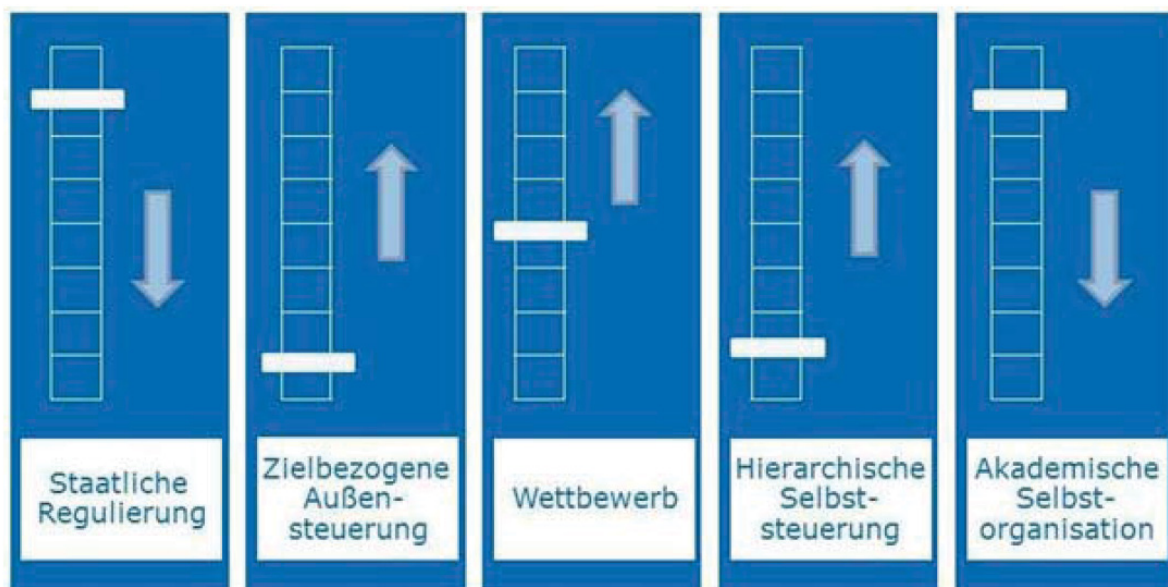 Staatliche
Regulierung
Zielbezogene
Außen-
steuerung
Wettbewerb
Hierarchische
Selbst-
steuerung
Akademische
Selbst-
organisation